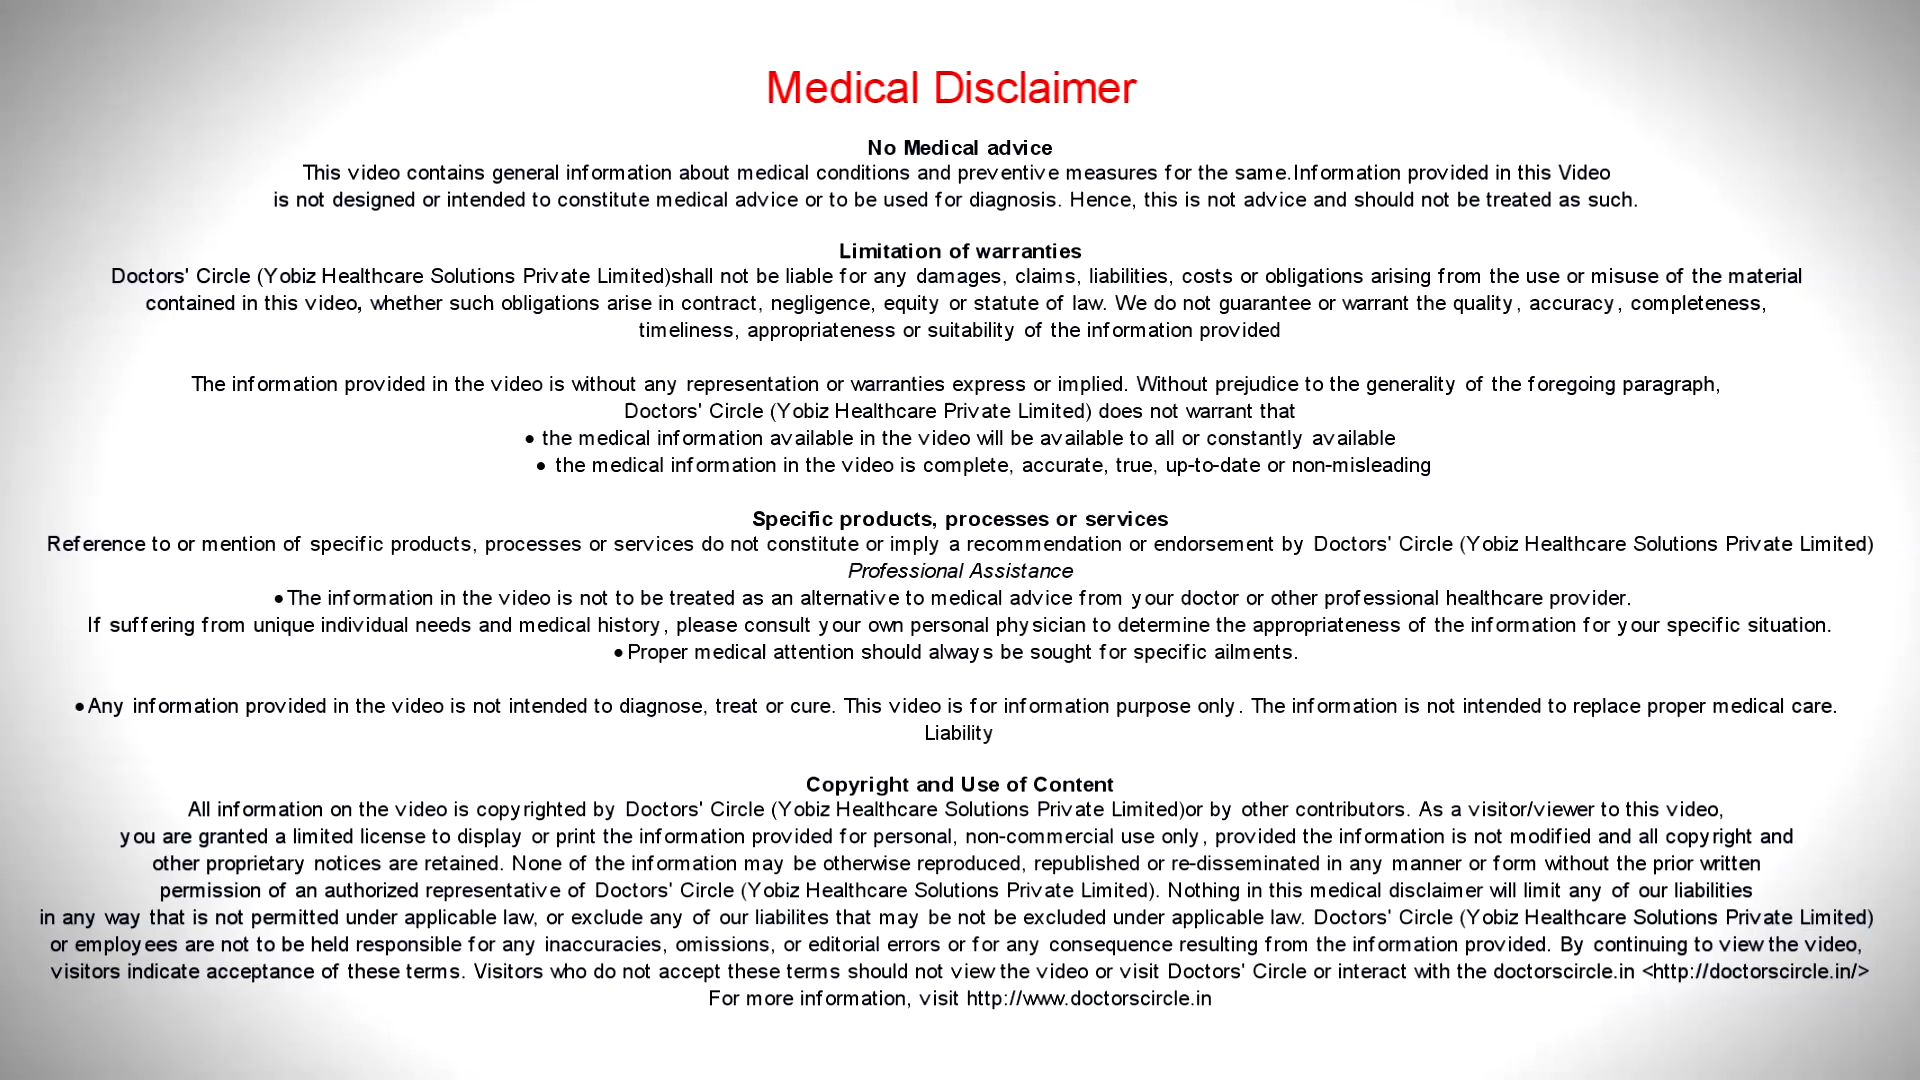 Medical Disclaimer
No Medical advice
This video contains general information about medical conditions and preventive measures for the same.Information provided in this Video
is not designed or intended to constitute medical advice or to be used for diagnosis. Hence, this is not advice and should not be treated as such.
Limitation of warranties
Doctors' Circle (Yobiz Healthcare Solutions Private Limited)shall not be liable for any damages, claims, liabilities, costs or obligations arising from the use or misuse of the material
contained in this video, whether such obligations arise in contract, negligence, equity or statute of law. We do not guarantee or warrant the quality, accuracy, completeness,
timeliness, appropriateness or suitability of the information provided
The information provided in the video is without any representation or warranties express or implied. Without prejudice to the generality of the foregoing paragraph,
Doctors' Circle (Yobiz Healthcare Private Limited) does not warrant that
• the medical information available in the video will be available to all or constantly available
• the medical information in the video is complete, accurate, true, up-to-date or non-misleading
Specific products, processes or services
Reference to or mention of specific products, processes or services do not constitute or imply a recommendation or endorsement by Doctors' Circle (Yobiz Healthcare Solutions Private Limited)
Professional Assistance
•The information in the video is not to be treated as an alternative to medical advice from your doctor or other professional healthcare provider.
If suffering from unique individual needs and medical history, please consult your own personal physician to determine the appropriateness of the information for your specific situation.
•Proper medical attention should always be sought for specific ailments.
•Any information provided in the video is not intended to diagnose, treat or cure. This video is for information purpose only. The information is not intended to replace proper medical care.
Liability
Copyright and Use of Content
All information on the video is copyrighted by Doctors' Circle (Yobiz Healthcare Solutions Private Limited)or by other contributors. As a visitor/viewer to this video,
you are granted a limited license to display or print the information provided for personal, non-commercial use only, provided the information is not modified and all copyright and
other proprietary notices are retained. None of the information may be otherwise reproduced, republished or re-disseminated in any manner or form without the prior written
permission of an authorized representative of Doctors' Circle (Yobiz Healthcare Solutions Private Limited). Nothing in this medical disclaimer will limit any of our liabilities
in any way that is not permitted under applicable law, or exclude any of our liabilites that may be not be excluded under applicable law. Doctors' Circle (Yobiz Healthcare Solutions Private Limited)
or employees are not to be held responsible for any inaccuracies, omissions, or editorial errors or for any consequence resulting from the information provided. By continuing to view the video,
visitors indicate acceptance of these terms. Visitors who do not accept these terms should not view the video or visit Doctors' Circle or interact with the doctorscircle.in <http://doctorscircle.in/>
For more information, visit http://www.doctorscircle.in